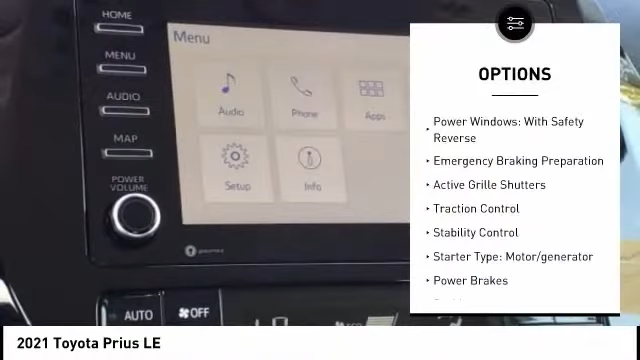 HOME
MENU
AUDIO
MAP
POWER
VOLUME
Menu
Audio
Phone
Apps
Setup
Info
AUTO
OFF
OPTIONS
Power Windows: With Safety
Reverse
Emergency Braking Preparation
Active Grille Shutters
Traction Control
Stability Control
Starter Type: Motor/generator
Power Brakes
2021 Toyota Prius LE